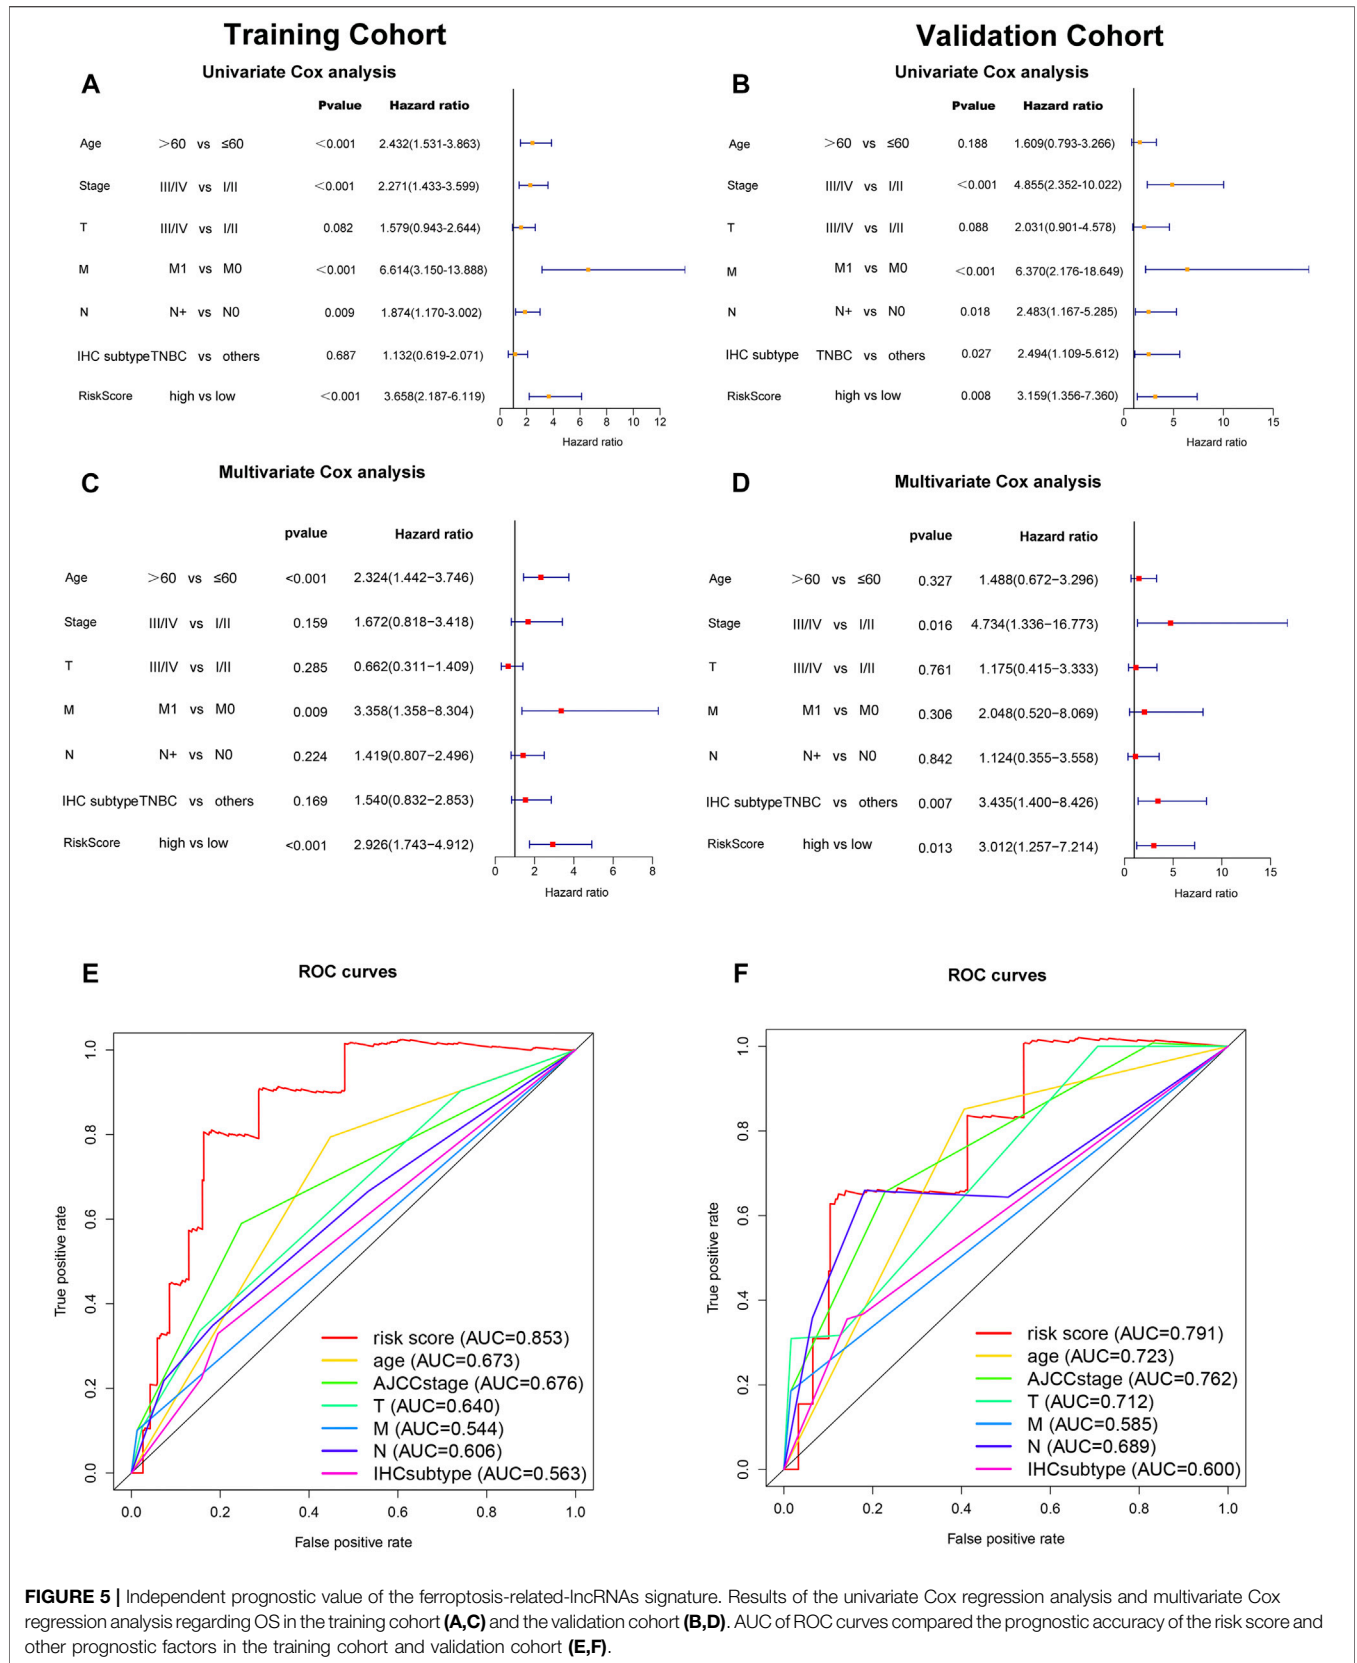 Training Cohort
Validation Cohort
A
Univariate Cox analysis
Pvalue Hazard ratio
Age >60 vs ≤60 <0.001 2.432(1.531-3.863)
Stage III/IV vs I/II <0.001 2.271(1.433-3.599)
T III/IV vs I/II 0.082 1.579(0.943-2.644)
M M1 vs M0 <0.001 6.614(3.150-13.888)
N N+ vs N0 0.009 1.874(1.170-3.002)
IHC subtypeTNBC vs others 0.687 1.132(0.619-2.071)
RiskScore high vs low <0.001 3.658(2.187-6.119)
0 2 4 6 8 10 12
Hazard ratio
B
Univariate Cox analysis
Pvalue Hazard ratio
Age >60 vs ≤60 0.188 1.609(0.793-3.266)
Stage III/IV vs I/II <0.001 4.855(2.352-10.022)
T III/IV vs I/II 0.088 2.031(0.901-4.578)
M M1 vs M0 <0.001 6.370(2.176-18.649)
N N+ vs N0 0.018 2.483(1.167-5.285)
IHC subtype TNBC vs others 0.027 2.494(1.109-5.612)
RiskScore high vs low 0.008 3.159(1.356-7.360)
0 5 10 15
Hazard ratio
C
Multivariate Cox analysis
pvalue Hazard ratio
Age >60 vs ≤60 <0.001 2.324(1.442−3.746)
Stage III/IV vs I/II 0.159 1.672(0.818−3.418)
T III/IV vs I/II 0.285 0.662(0.311−1.409)
M M1 vs M0 0.009 3.358(1.358−8.304)
N N+ vs N0 0.224 1.419(0.807−2.496)
IHC subtypeTNBC vs others 0.169 1.540(0.832−2.853)
RiskScore high vs low <0.001 2.926(1.743−4.912)
0 2 4 6 8
Hazard ratio
D
Multivariate Cox analysis
pvalue Hazard ratio
Age >60 vs ≤60 0.327 1.488(0.672−3.296)
Stage III/IV vs I/II 0.016 4.734(1.336−16.773)
T III/IV vs I/II 0.761 1.175(0.415−3.333)
M M1 vs M0 0.306 2.048(0.520−8.069)
N N+ vs N0 0.842 1.124(0.355−3.558)
IHC subtypeTNBC vs others 0.007 3.435(1.400−8.426)
RiskScore high vs low 0.013 3.012(1.257−7.214)
0 5 10 15
Hazard ratio
E
ROC curves
True positive rate
1.0
0.8
0.6
0.4
0.2
0.0
risk score (AUC=0.853)
age (AUC=0.673)
AJCCstage (AUC=0.676)
T (AUC=0.640)
M (AUC=0.544)
N (AUC=0.606)
IHCsubtype (AUC=0.563)
0.0 0.2 0.4 0.6 0.8 1.0
False positive rate
F
ROC curves
True positive rate
1.0
0.8
0.6
0.4
0.2
0.0
risk score (AUC=0.791)
age (AUC=0.723)
AJCCstage (AUC=0.762)
T (AUC=0.712)
M (AUC=0.585)
N (AUC=0.689)
IHCsubtype (AUC=0.600)
0.0 0.2 0.4 0.6 0.8 1.0
False positive rate
FIGURE 5 | Independent prognostic value of the ferroptosis-related-lncRNAs signature. Results of the univariate Cox regression analysis and multivariate Cox
regression analysis regarding OS in the training cohort (A,C) and the validation cohort (B,D). AUC of ROC curves compared the prognostic accuracy of the risk score and
other prognostic factors in the training cohort and validation cohort (E,F).